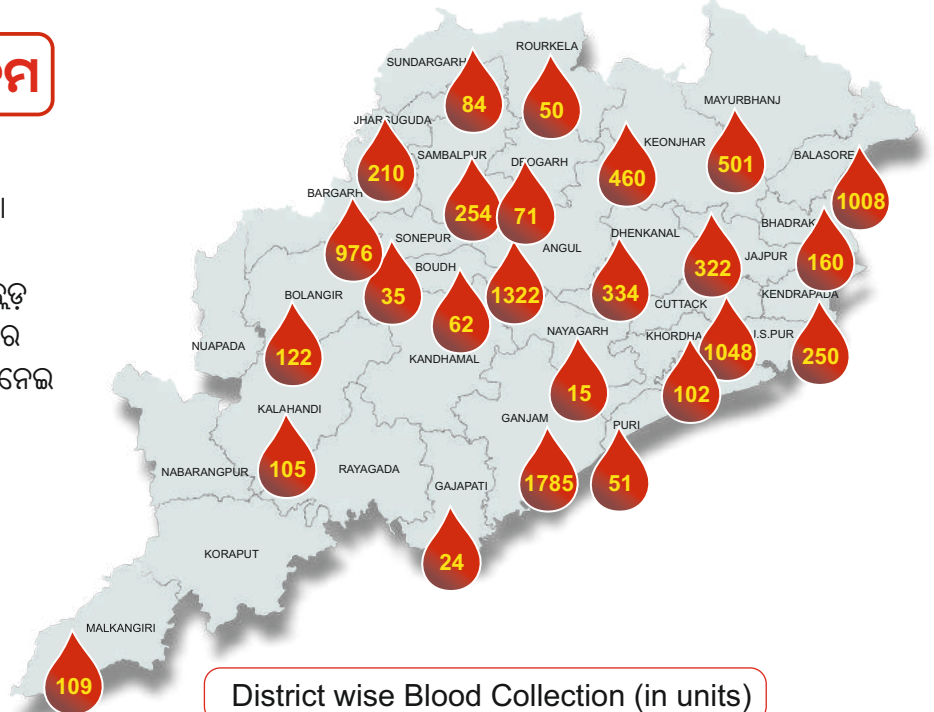 ROURKELA
SUNDARGARH
84
50
MAYURBHANJ
JHARSUGUDA
KEONJHAR
501
SAMBALPUR
DEOGARH
BALASORE
210
460
BARGARH
254
71
1008
BHADRAK
SONEPUR
DHENKANAL
ANGUL
976
JAJPUR
160
BOUDH
322
BOLANGIR
35
1322
334
KENDRAPADA
CUTTACK
62
NAYAGARH
KHORDHA
J.S.PUR
NUAPADA
122
KANDHAMAL
1048
250
15
102
KALAHANDI
GANJAM
PURI
NABARANGPUR
105
RAYAGADA
1785
51
GAJAPATI
KORAPUT
24
MALKANGIRI
109
District wise Blood Collection (in units)
ର
ନେଇ